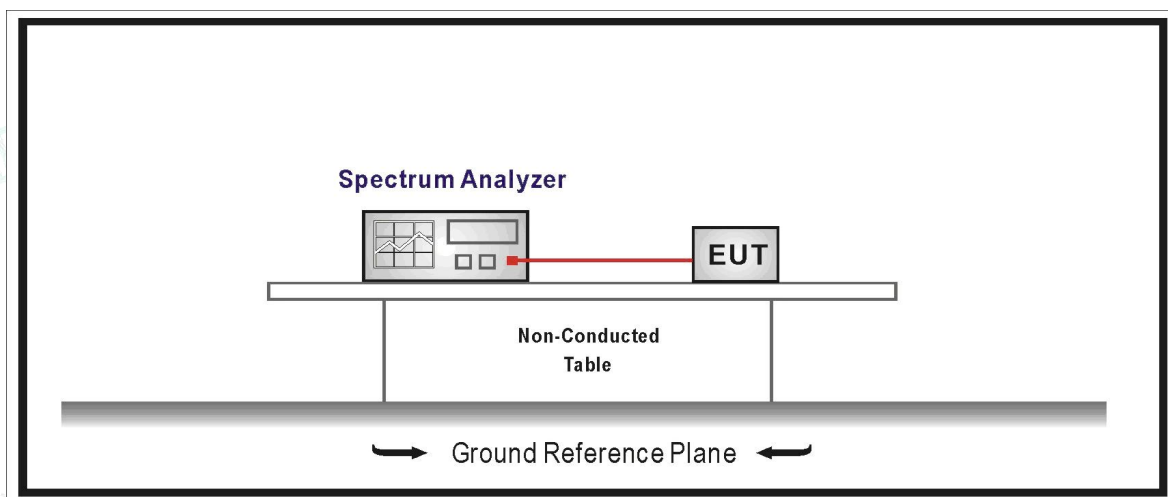 Spectrum Analyzer
EUT
Non-Conducted
Table
Ground Reference Plane